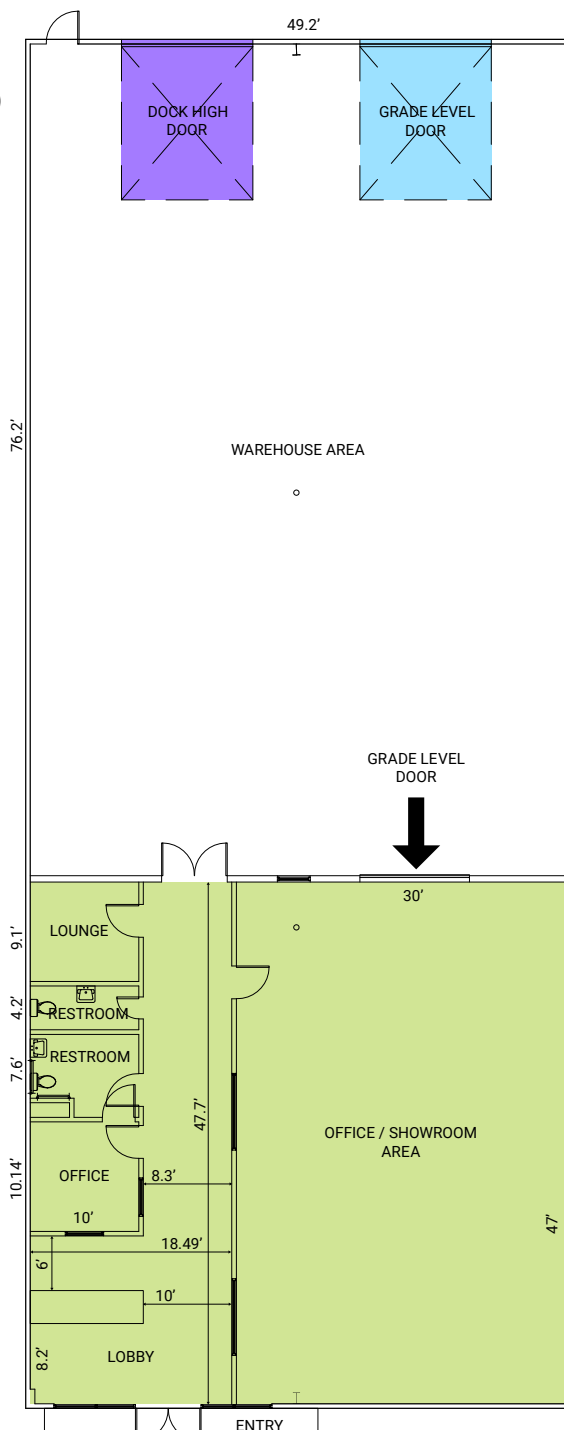 49.2’
DOCK HIGH
DOOR
GRADE LEVEL
DOOR
76.2’
WAREHOUSE AREA
GRADE LEVEL
DOOR
30’
LOUNGE
9.1’
4.2’
RESTROOM
RESTROOM
7.6’
47.7’
OFFICE / SHOWROOM
AREA
OFFICE
10.14’
8.3’
10’
47’
18.49’
6’
10’
LOBBY
8.2’
ENTRY